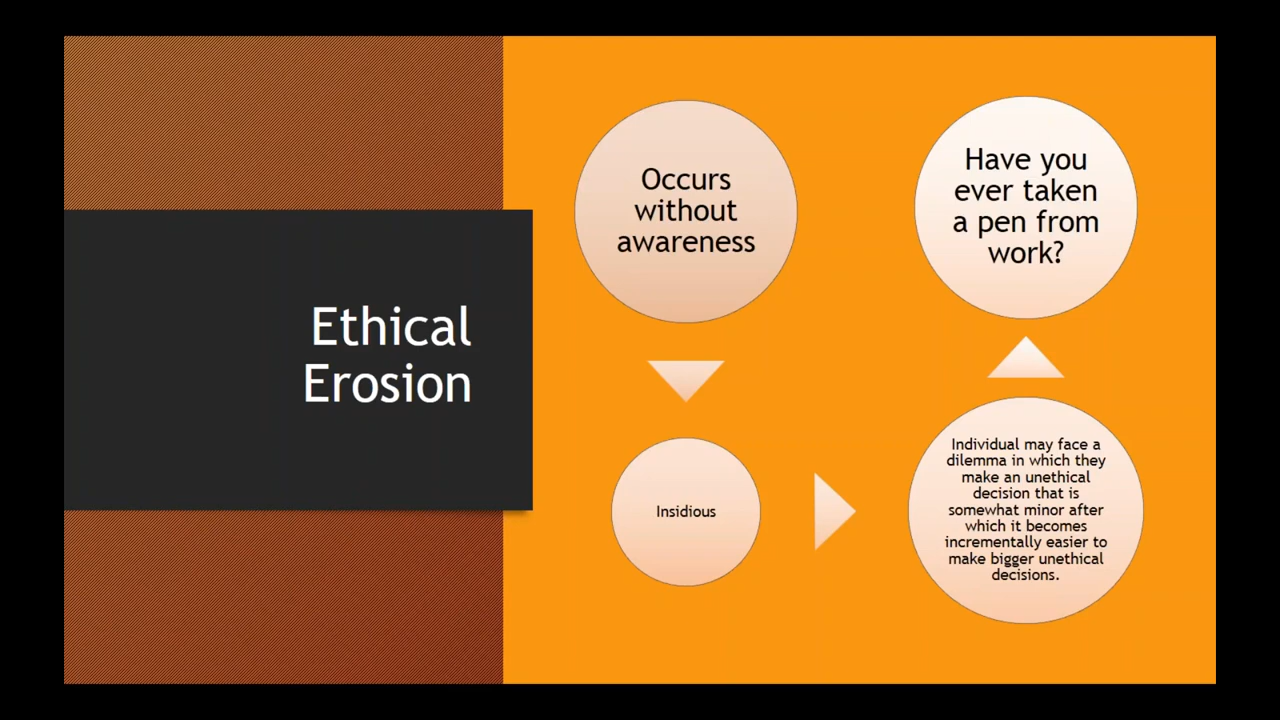 Ethical
Erosion
Occurs
without
awareness
Insidious
Individual may face a
dilemma in which they
make an unethical
decision that is
somewhat minor after
which it becomes
incrementally easier to
make bigger unethical
decisions.
Have you
ever taken
a pen from
work?